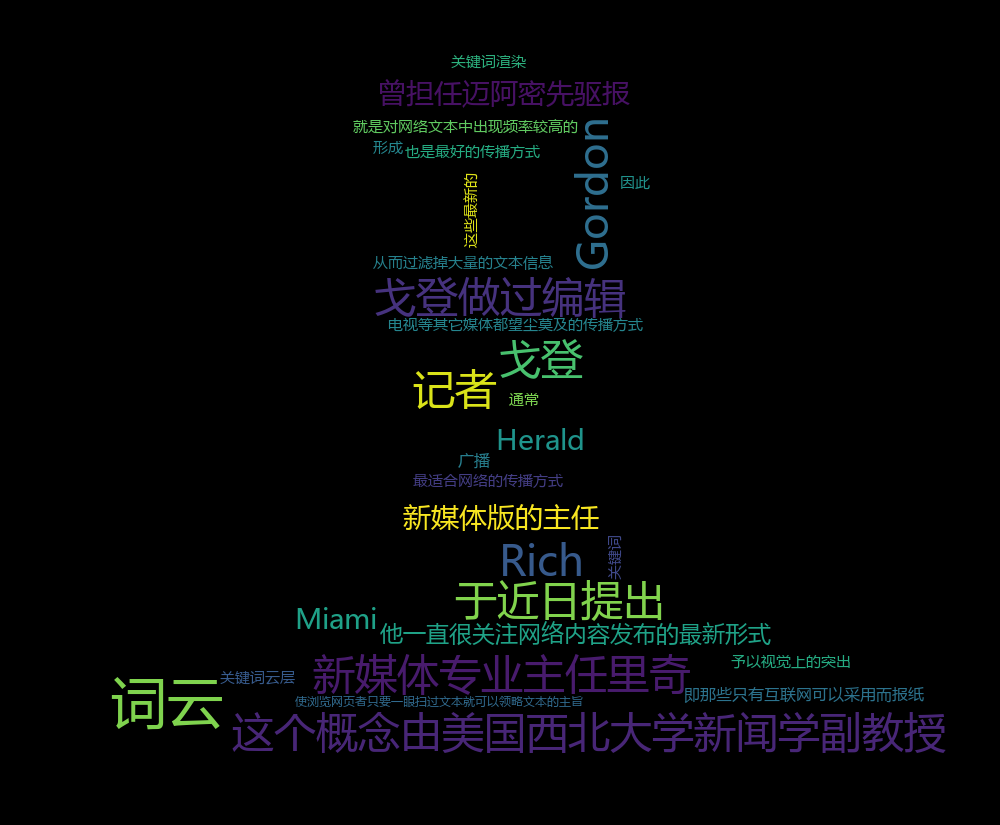 关键词渲染
曾担任迈阿密先驱报
就是对网络文本中出现频率较高的
形成
也是最好的传播方式
Gordon
因此
这些最新的
从而过滤掉大量的文本信息
戈登做过编辑
电视等其它媒体都望尘莫及的传播方式
戈登
记者
通常
Herald
广播
最适合网络的传播方式
新媒体版的主任
Rich
关键词
于近日提出
Miami
他一直很关注网络内容发布的最新形式
新媒体专业主任里奇
予以视觉上的突出
关键词云层
词云
使浏览网页者只要一眼扫过文本就可以领略文本的主旨
即那些只有互联网可以采用而报纸
这个概念由美国西北大学新闻学副教授